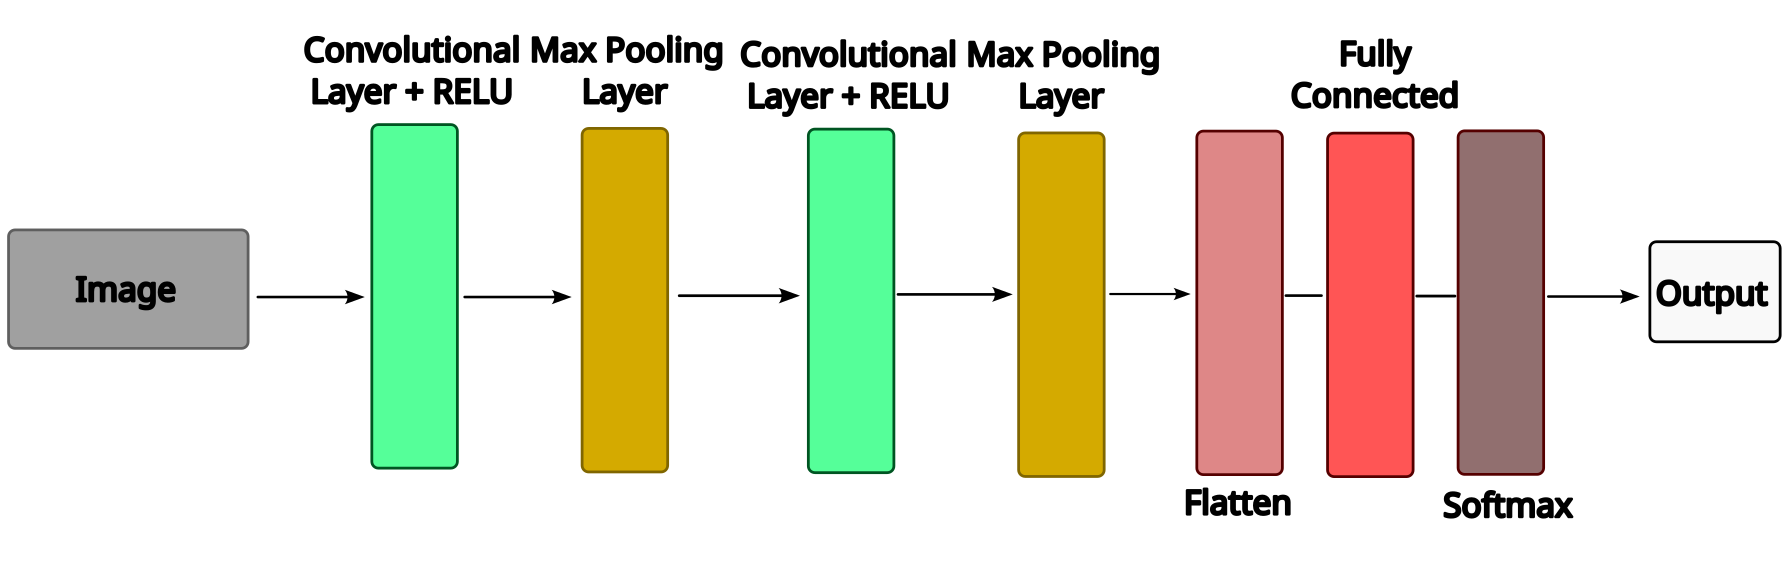 Convolutional
Layer + RELU
Max Pooling
Layer
Convolutional
Layer + RELU
Max Pooling
Layer
Fully
Connected
Image
Output
Flatten
Softmax